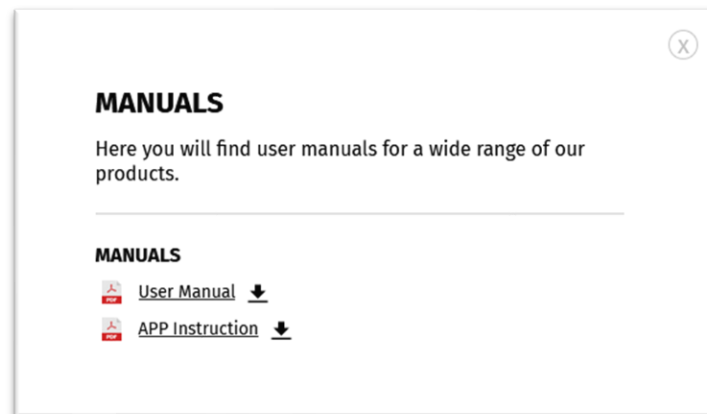 X
MANUALS
Here you will find user manuals for a wide range of our
products.
MANUALS
PDF User Manual
PDF APP Instruction